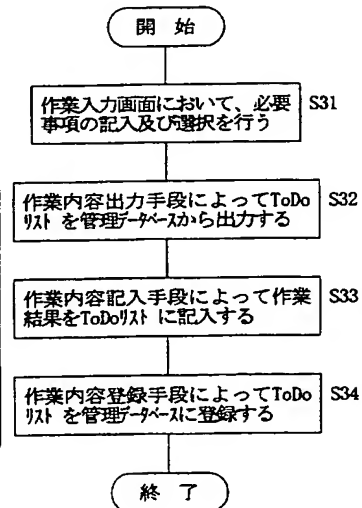 開 始
作業入力画面において、必要 S31
事項の記入及び選択を行う
作業内容出力手段によってToDo S32
リスト を管理データベースから出力する
作業内容記入手段によって作業 S33
結果をToDoリスト に記入する
作業内容登録手段によってToDo S34
リスト を管理データベースに登録する
終 了